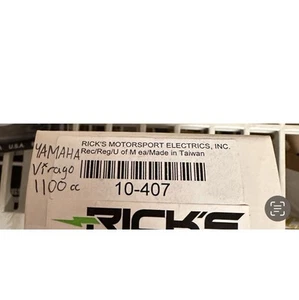 RICK'S MOTORSPORT ELECTRICS, INC.
Rec/Reg/U of M ea/Made in Taiwan
YAMAHA
Virago
1100cc
10-407
RICK'S